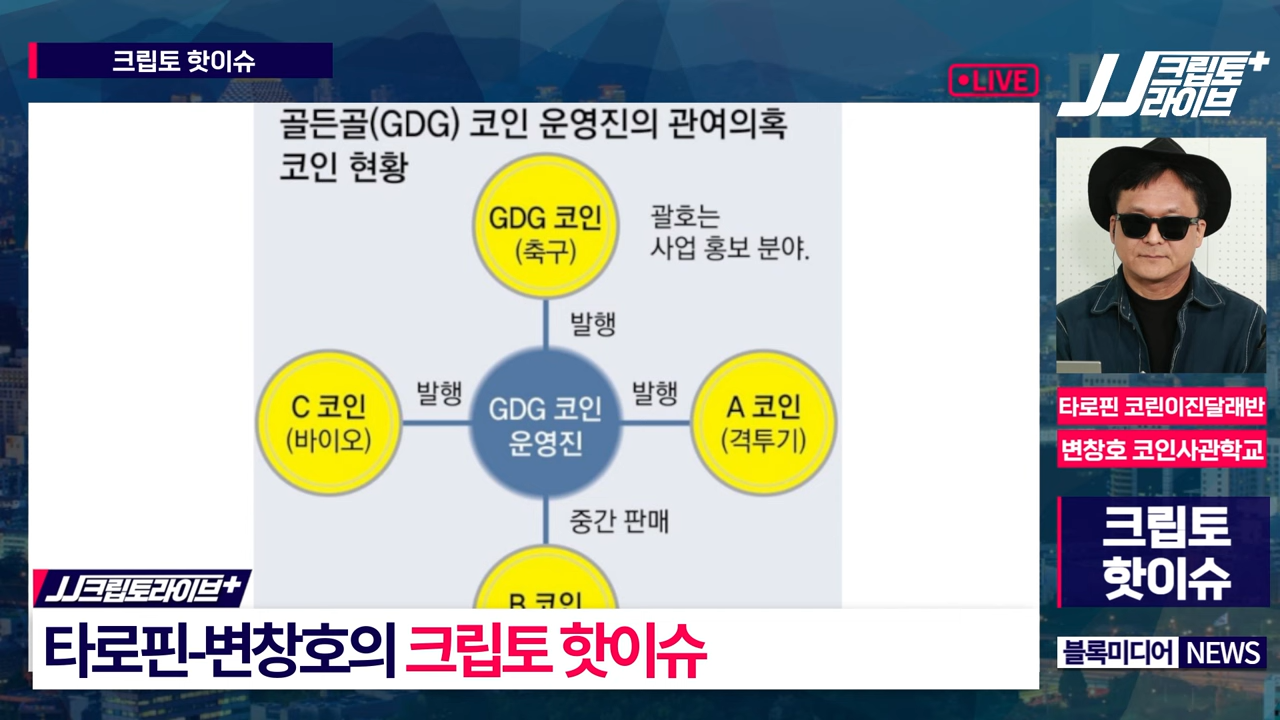 크립토 핫이슈
LIVE
JJ크립토
라이브+
골든골(GDG) 코인 운영진의 관여의혹
코인 현황
GDG 코인
(축구)
괄호는
사업 홍보 분야.
발행
C 코인
(바이오)
발행
GDG 코인
운영진
발행
A 코인
(격투기)
중간 판매
B 코인
타로핀 코린이진달래반
변창호 코인사관학교
크립토
핫이슈
JJ크립토라이브+
타로핀-변창호의 크립토 핫이슈
블록미디어 NEWS